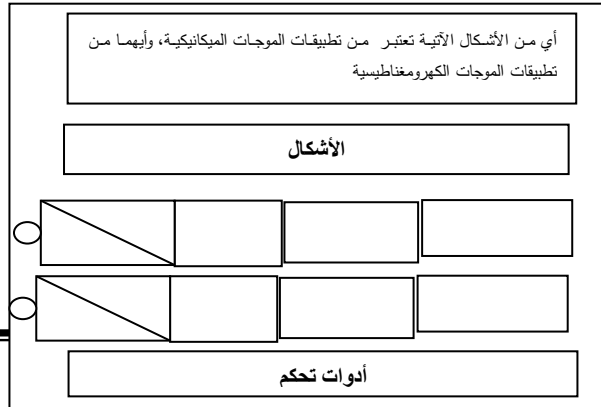 أي من الأشكال الآتية تعتبر من تطبيقات الموجات الميكانيكية، وأيهما من
تطبيقات الموجات الكهرومغناطيسية
الأشكال
أدوات تحكم